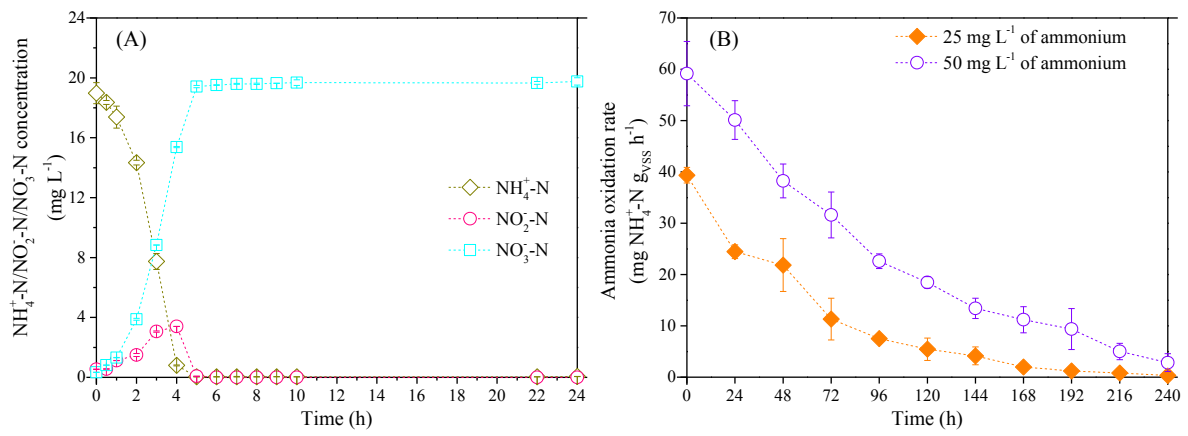 (A)
NH₄⁺-N/NO₂⁻-N/NO₃⁻-N concentration
(mg L⁻¹)
24
20
16
12
8
4
0
NH₄⁺-N
NO₂⁻-N
NO₃⁻-N
0 2 4 6 8 10 12 14 16 18 20 22 24
Time (h)
(B)
Ammonia oxidation rate
(mg NH₄⁺-N g_VSS h⁻¹)
70
60
50
40
30
20
10
0
25 mg L⁻¹ of ammonium
50 mg L⁻¹ of ammonium
0 24 48 72 96 120 144 168 192 216 240
Time (h)